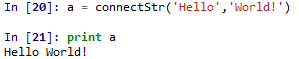 In [20]: a = connectStr('Hello','World!')
In [21]: print a
Hello World!